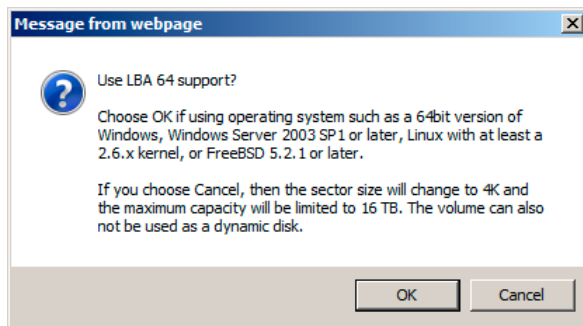 Message from webpage
Use LBA 64 support?
Choose OK if using operating system such as a 64bit version of
Windows, Windows Server 2003 SP1 or later, Linux with at least a
2.6.x kernel, or FreeBSD 5.2.1 or later.
If you choose Cancel, then the sector size will change to 4K and
the maximum capacity will be limited to 16 TB. The volume can also
not be used as a dynamic disk.
OK
Cancel